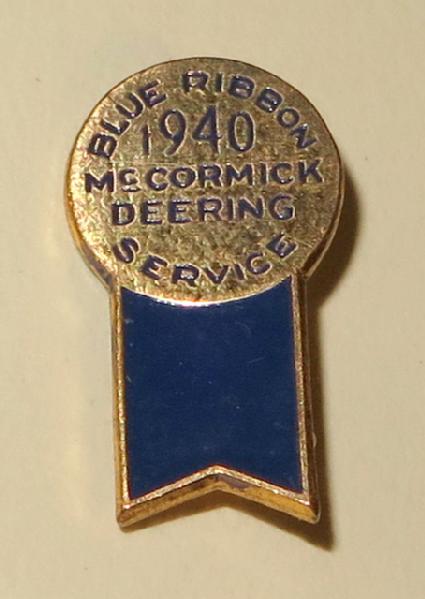 BLUE RIBBON
1940
McCORMICK
DEERING
SERVICE